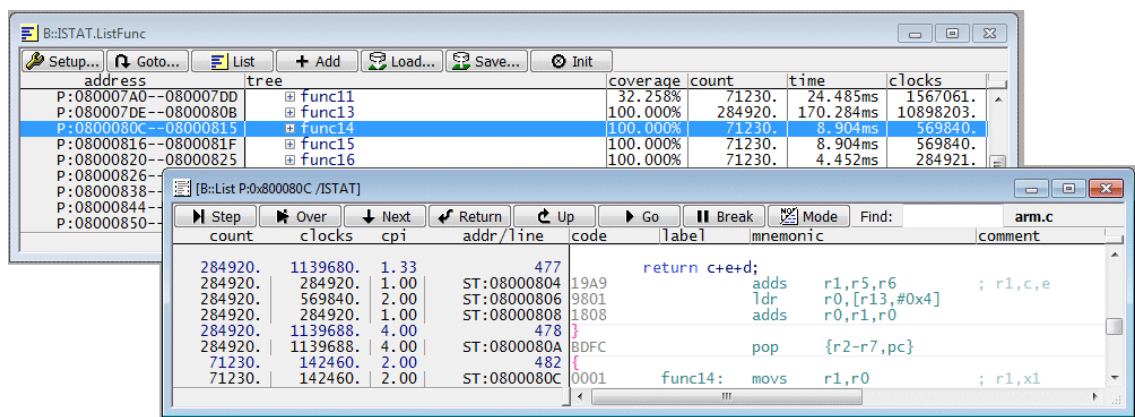 B::ISTAT.ListFunc
Setup... Goto... List Add Load... Save... Init
address tree coverage count time clocks
P:080007A0--080007DD func11 32.258% 71230. 24.485ms 1567061.
P:080007DE--0800080B func13 100.000% 284920. 170.284ms 10898203.
P:0800080C--08000815 func14 100.000% 71230. 8.904ms 569840.
P:08000816--0800081F func15 100.000% 71230. 8.904ms 569840.
P:08000820--08000825 func16 100.000% 71230. 4.452ms 284921.
P:08000826--
P:08000838--
P:08000844--
P:08000850--
[B::List P:0x800080C /ISTAT]
Step Over Next Return Up Go Break Mode Find: arm.c
count clocks cpi addr/line code label mnemonic comment
284920. 1139680. 1.33 477 return c+e+d;
284920. 284920. 1.00 ST:08000804 19A9 adds r1,r5,r6 ; r1,c,e
284920. 569840. 2.00 ST:08000806 9801 ldr r0,[r13,#0x4]
284920. 284920. 1.00 ST:08000808 1808 adds r0,r1,r0
284920. 1139688. 4.00 478 }
284920. 1139688. 4.00 ST:0800080A BDFC pop {r2-r7,pc}
71230. 142460. 2.00 482 {
71230. 142460. 2.00 ST:0800080C 0001 func14: movs r1,r0 ; r1,x1